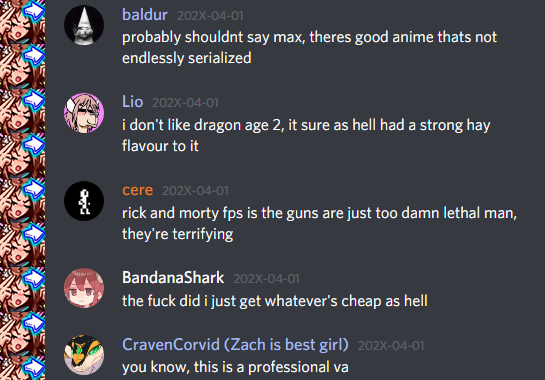 baldur 202X-04-01
probably shouldnt say max, theres good anime thats not
endlessly serialized
Lio 202X-04-01
i don't like dragon age 2, it sure as hell had a strong hay
flavour to it
cere 202X-04-01
rick and morty fps is the guns are just too damn lethal man,
they're terrifying
BandanaShark 202X-04-01
the fuck did i just get whatever's cheap as hell
CravenCorvid (Zach is best girl) 202X-04-01
you know, this is a professional va